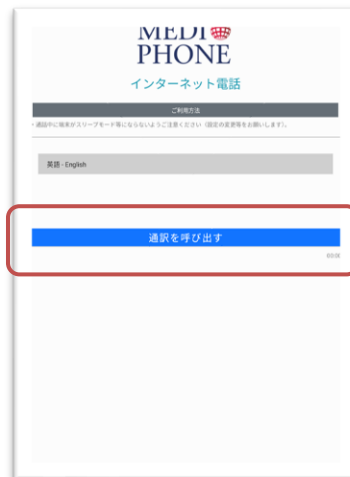 MEDI
PHONE
インターネット電話
ご利用方法
・通話中に端末がスリープモード等にならないようご注意ください（設定の変更等をお願いします）。
英語 - English
通訳を呼び出す